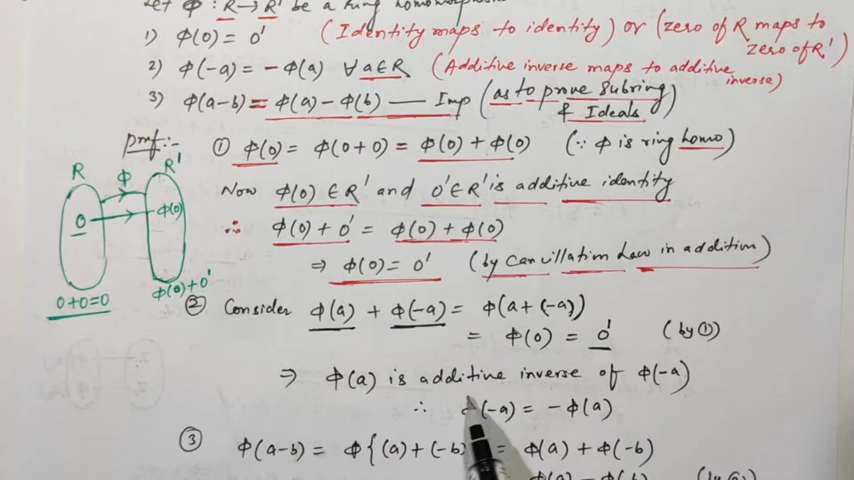 Let Φ : R → R' be a ring homomorphism
1) Φ(0) = 0' (Identity maps to identity) or (zero of R maps to
zero of R')
2) Φ(-a) = -Φ(a) ∀ a ∈ R (Additive inverse maps to additive
inverse)
3) Φ(a-b) = Φ(a) - Φ(b) — Imp (as to prove Subring
& Ideals)
Prof:-
① Φ(0) = Φ(0+0) = Φ(0) + Φ(0) (∵ Φ is ring homo)
R Φ R'
Now Φ(0) ∈ R' and 0' ∈ R' is additive identity
0 Φ(0)
∴ Φ(0) + 0' = Φ(0) + Φ(0)
⇒ Φ(0) = 0' (by Cancillation Law in addition)
0+0=0 Φ(0)+0'
② Consider Φ(a) + Φ(-a) = Φ(a+(-a))
= Φ(0) = 0' (by ①)
⇒ Φ(a) is additive inverse of Φ(-a)
∴ (-a) = -Φ(a)
③ Φ(a-b) = Φ{(a) + (-b) = Φ(a) + Φ(-b)
Φ(a) - Φ(b) (by ②)